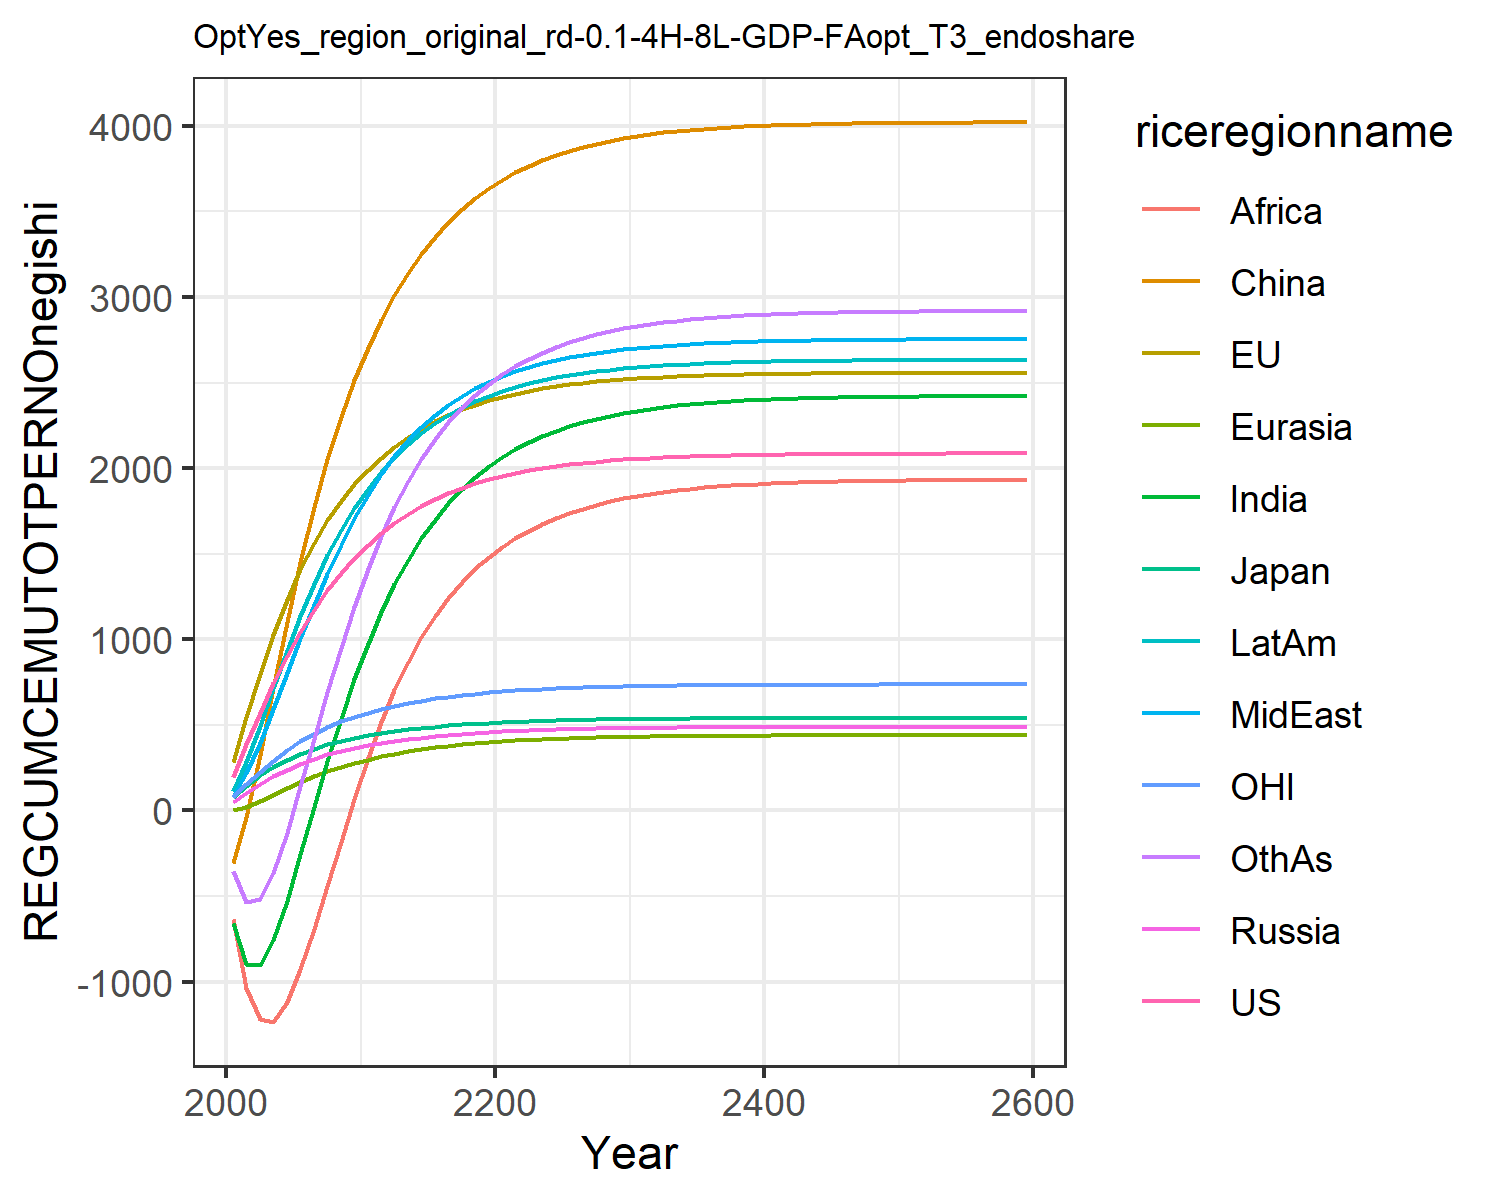 OptYes_region_original_rd-0.1-4H-8L-GDP-FAopt_T3_endoshare
REGCUMCEMUTOTPERNOnegishi
4000
3000
2000
1000
0
-1000
2000
2200
2400
2600
Year
riceregionname
Africa
China
EU
Eurasia
India
Japan
LatAm
MidEast
OHI
OthAs
Russia
US